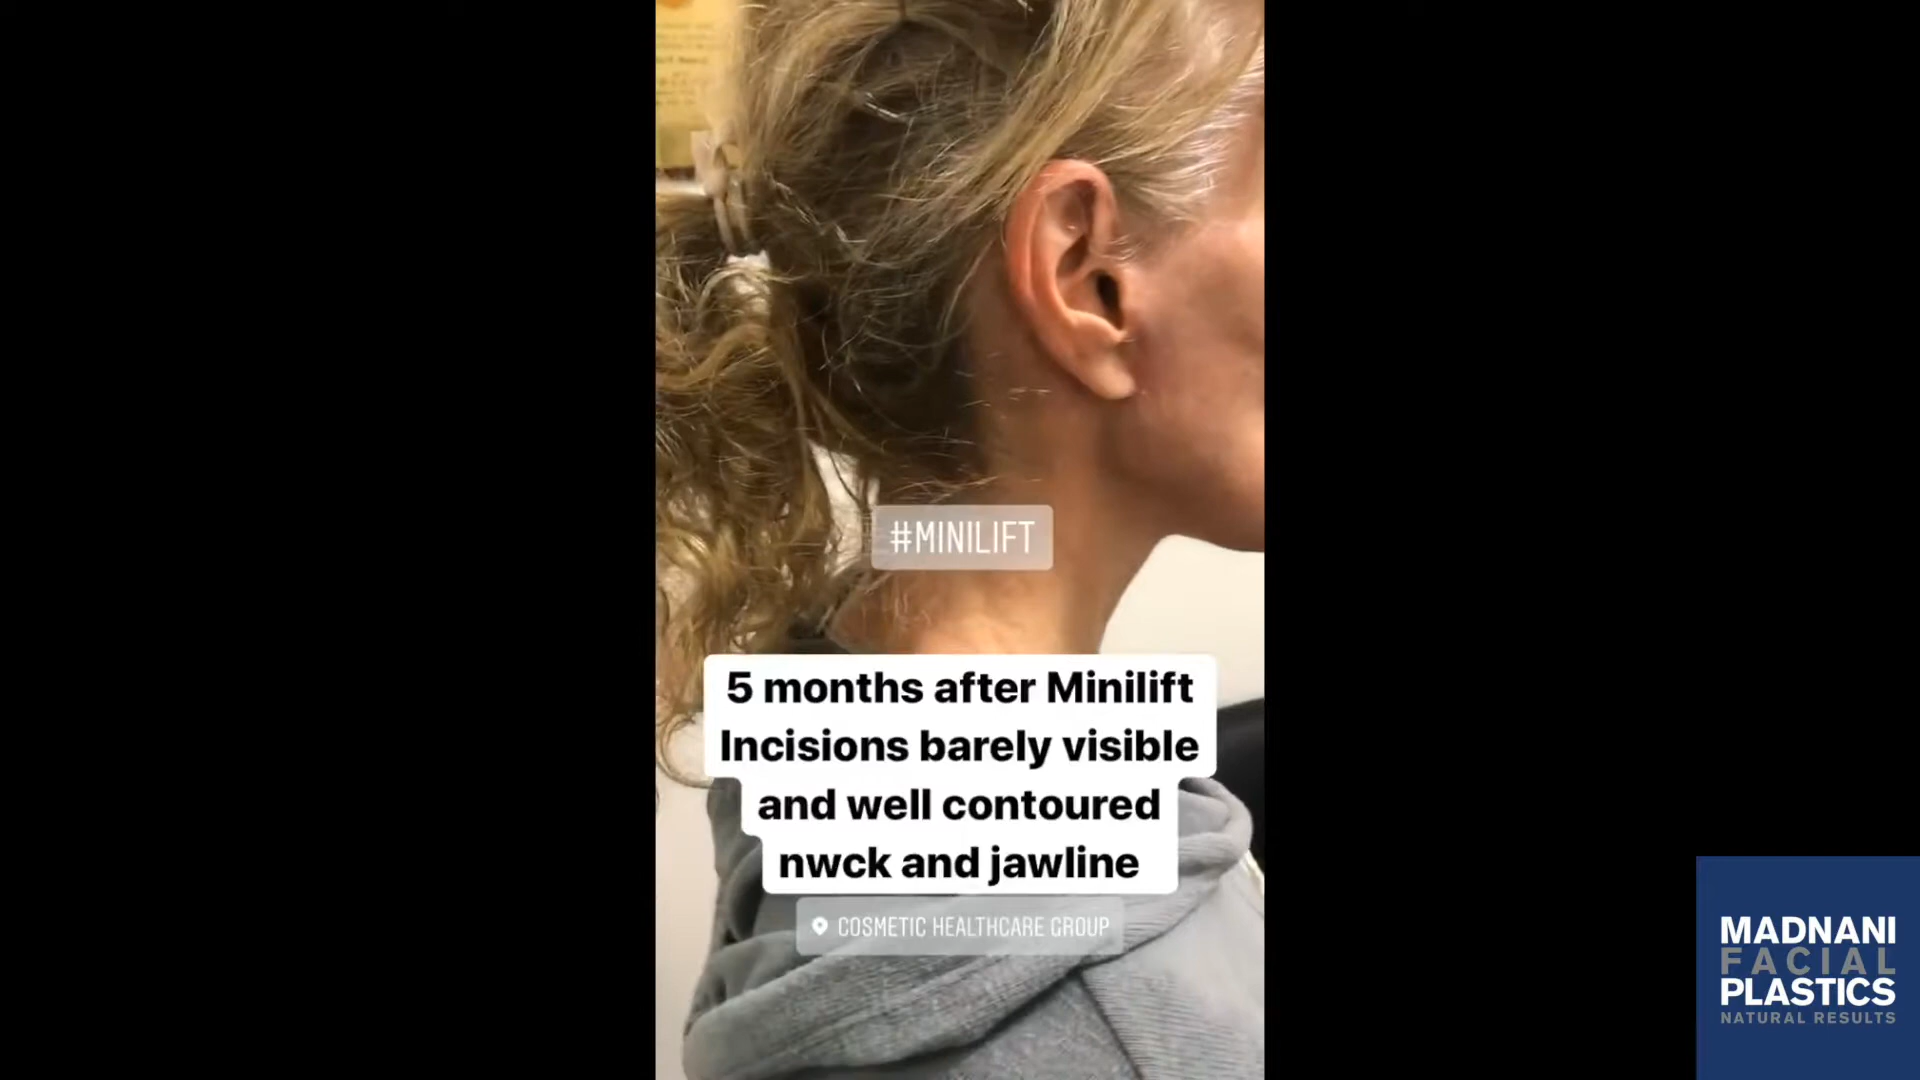 #MINILIFT
5 months after Minilift
Incisions barely visible
and well contoured
nwck and jawline
COSMETIC HEALTHCARE GROUP
MADNANI
FACIAL
PLASTICS
NATURAL RESULTS